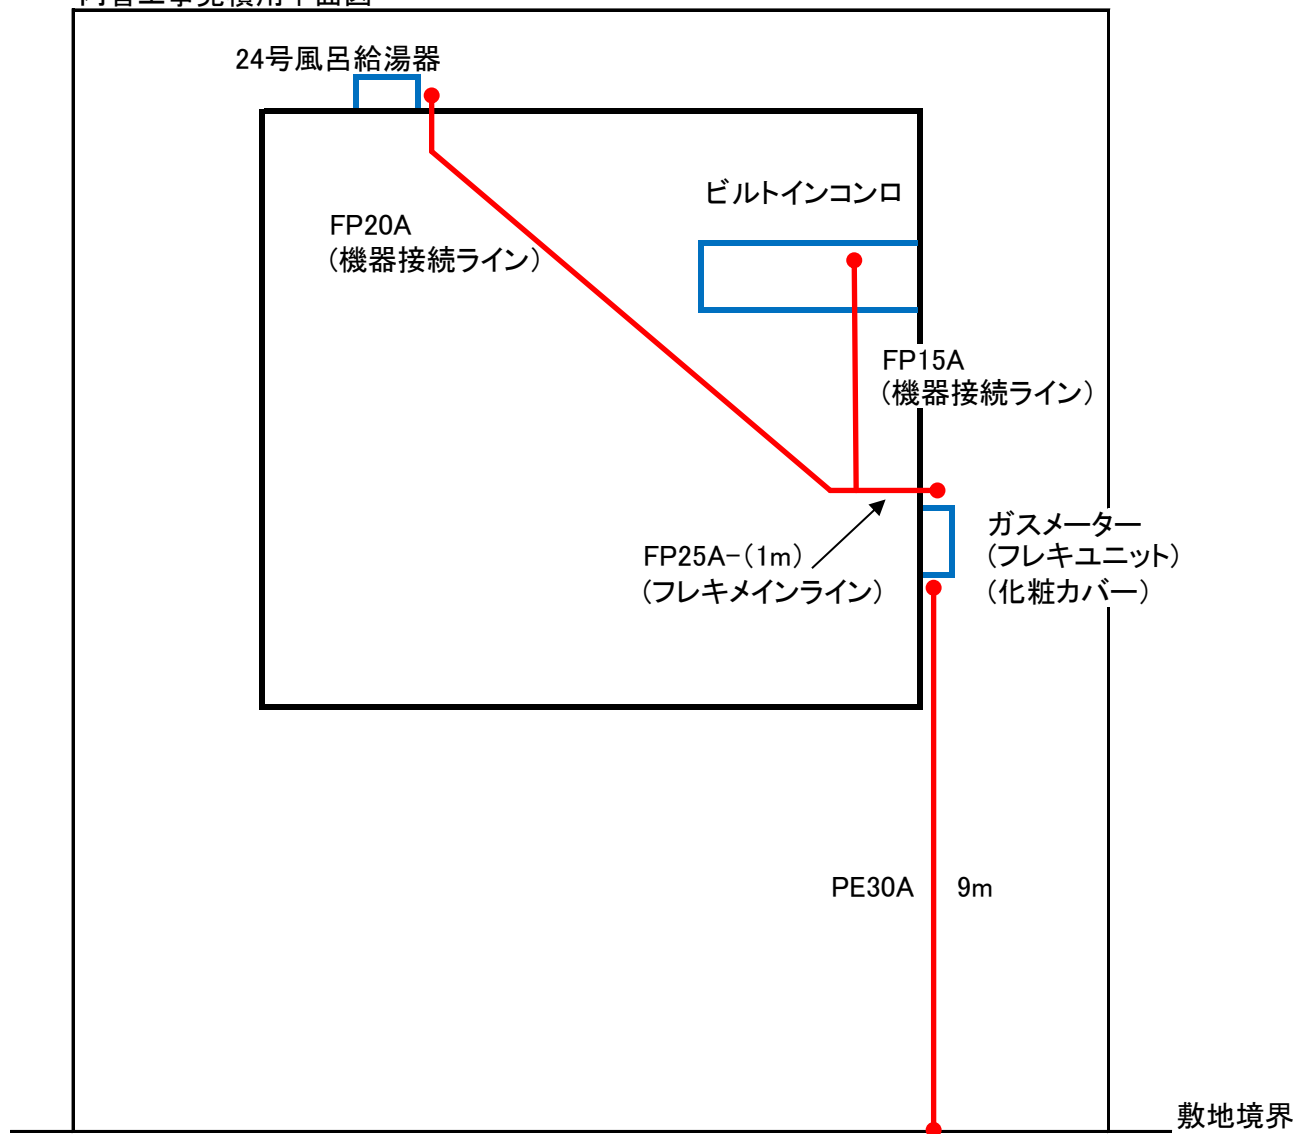 24号風呂給湯器
ビルトインコンロ
FP20A
（機器接続ライン）
FP15A
（機器接続ライン）
ガスメーター
（フレキユニット）
（化粧カバー）
FP25A-（1m）
（フレキメインライン）
PE30A 9m
敷地境界